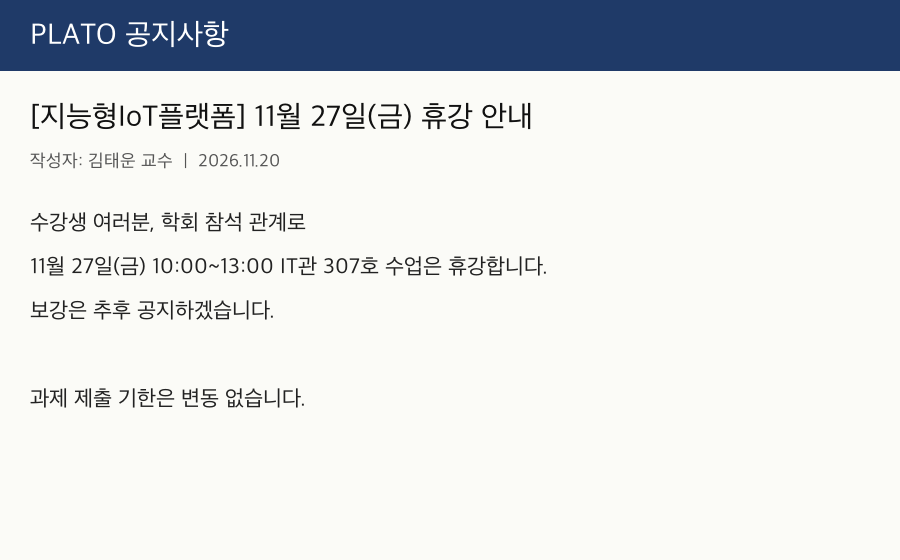 PLATO 공지사항
[지능형IoT플랫폼] 11월 27일(금) 휴강 안내
작성자: 김태운 교수 | 2026.11.20
수강생 여러분, 학회 참석 관계로
11월 27일(금) 10:00~13:00 IT관 307호 수업은 휴강합니다.
보강은 추후 공지하겠습니다.
과제 제출 기한은 변동 없습니다.